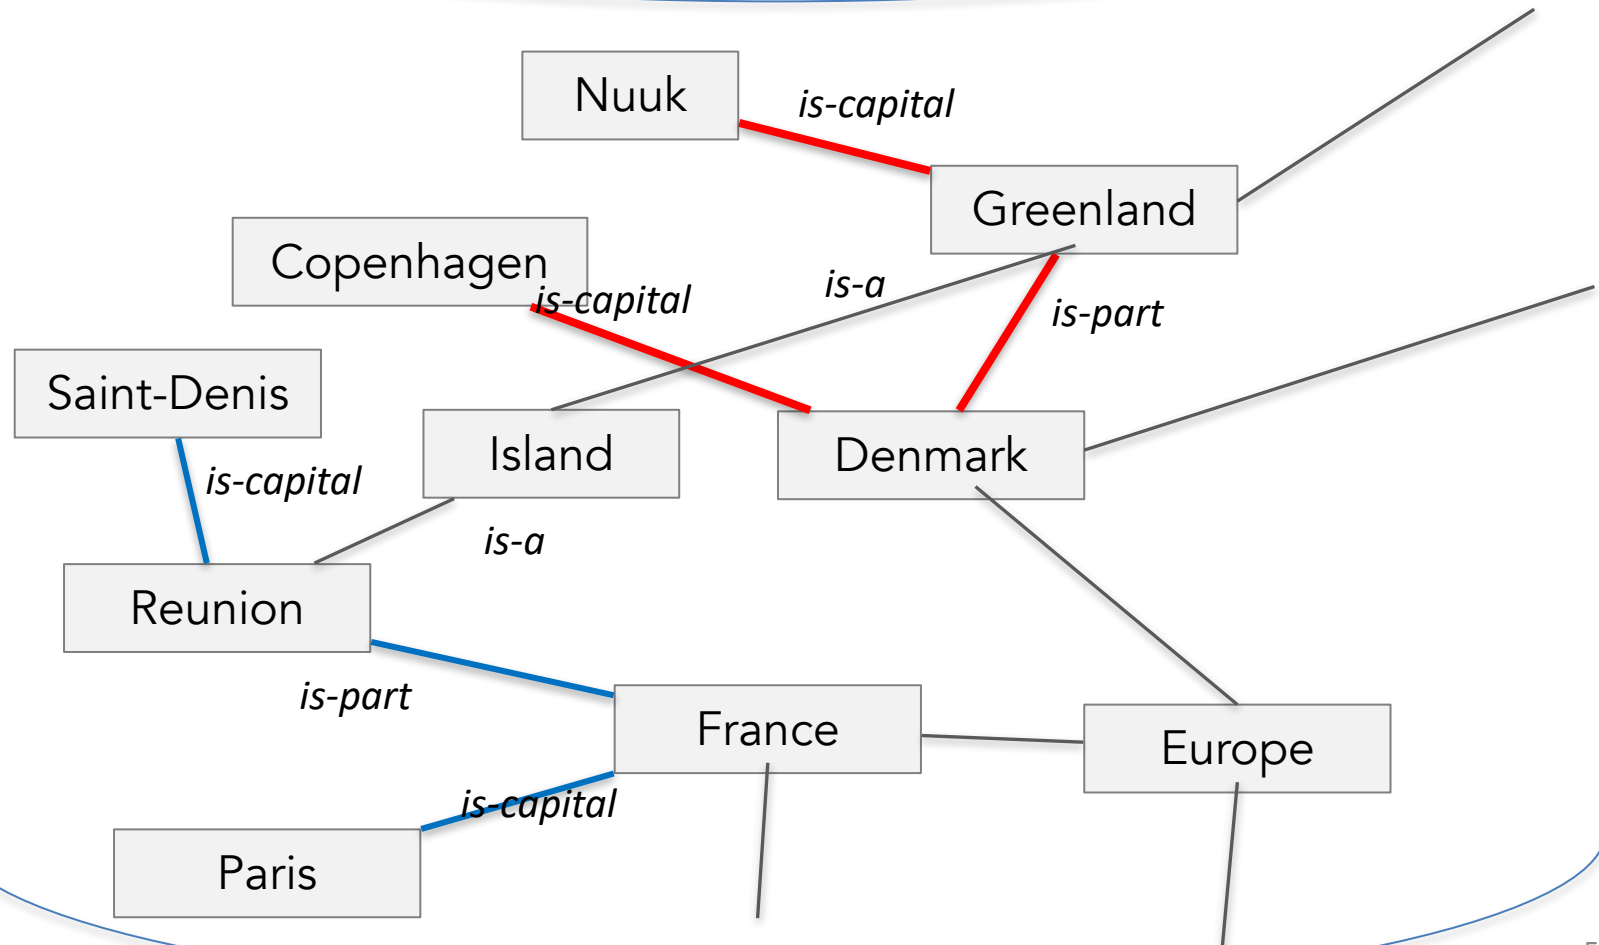 Nuuk
is-capital
Greenland
Copenhagen
is-capital
is-a
is-part
Saint-Denis
Island
Denmark
is-capital
is-a
Reunion
is-part
France
Europe
is-capital
Paris